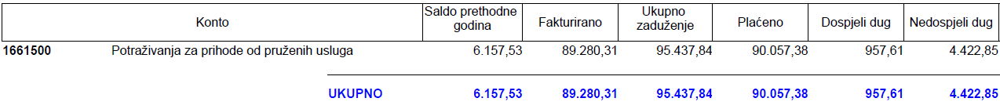 Konto Saldo prethodne godina Fakturirano Ukupno zaduženje Plaćeno Dospjeli dug Nedospjeli dug
1661500 Potraživanja za prihode od pruženih usluga 6.157,53 89.280,31 95.437,84 90.057,38 957,61 4.422,85
UKUPNO 6.157,53 89.280,31 95.437,84 90.057,38 957,61 4.422,85